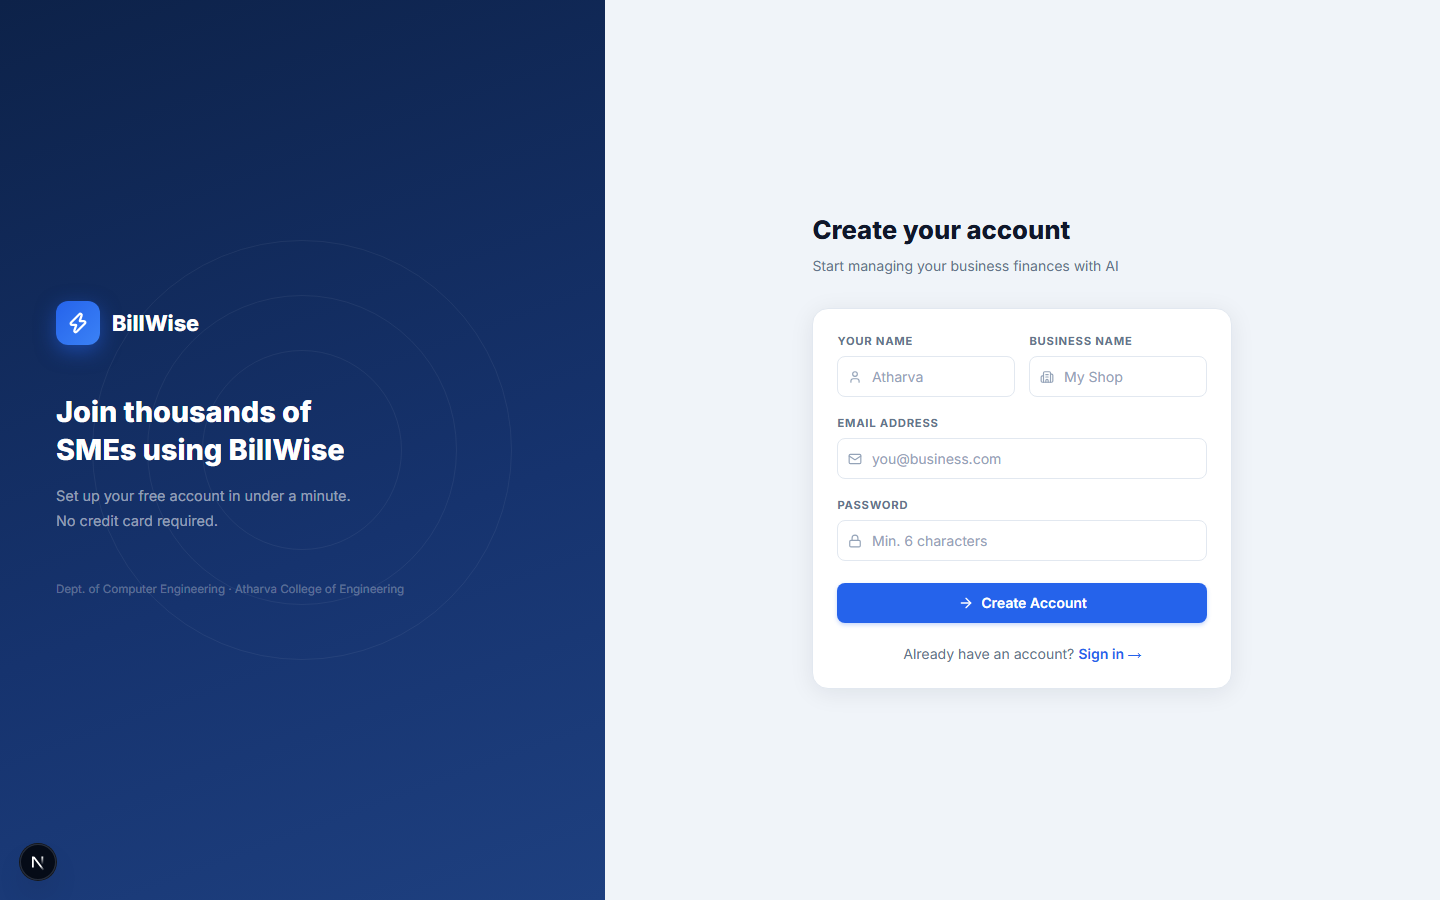 BillWise
Join thousands of
SMEs using BillWise
Set up your free account in under a minute.
No credit card required.
Dept. of Computer Engineering · Atharva College of Engineering
N
Create your account
Start managing your business finances with AI
YOUR NAME
Atharva
BUSINESS NAME
My Shop
EMAIL ADDRESS
you@business.com
PASSWORD
Min. 6 characters
→ Create Account
Already have an account? Sign in →